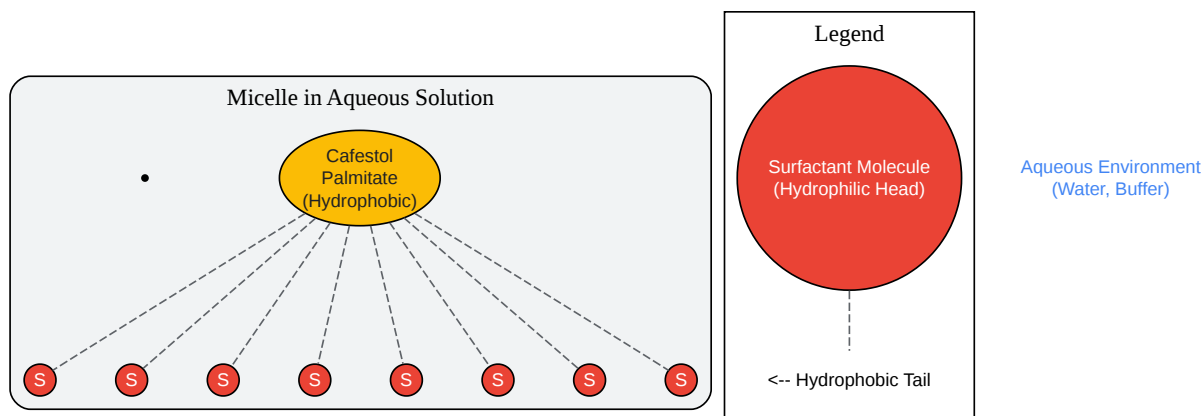 Micelle in Aqueous Solution
Cafestol
Palmitate
(Hydrophobic)
S S S S S S S S
Legend
Surfactant Molecule
(Hydrophilic Head)
<-- Hydrophobic Tail
Aqueous Environment
(Water, Buffer)